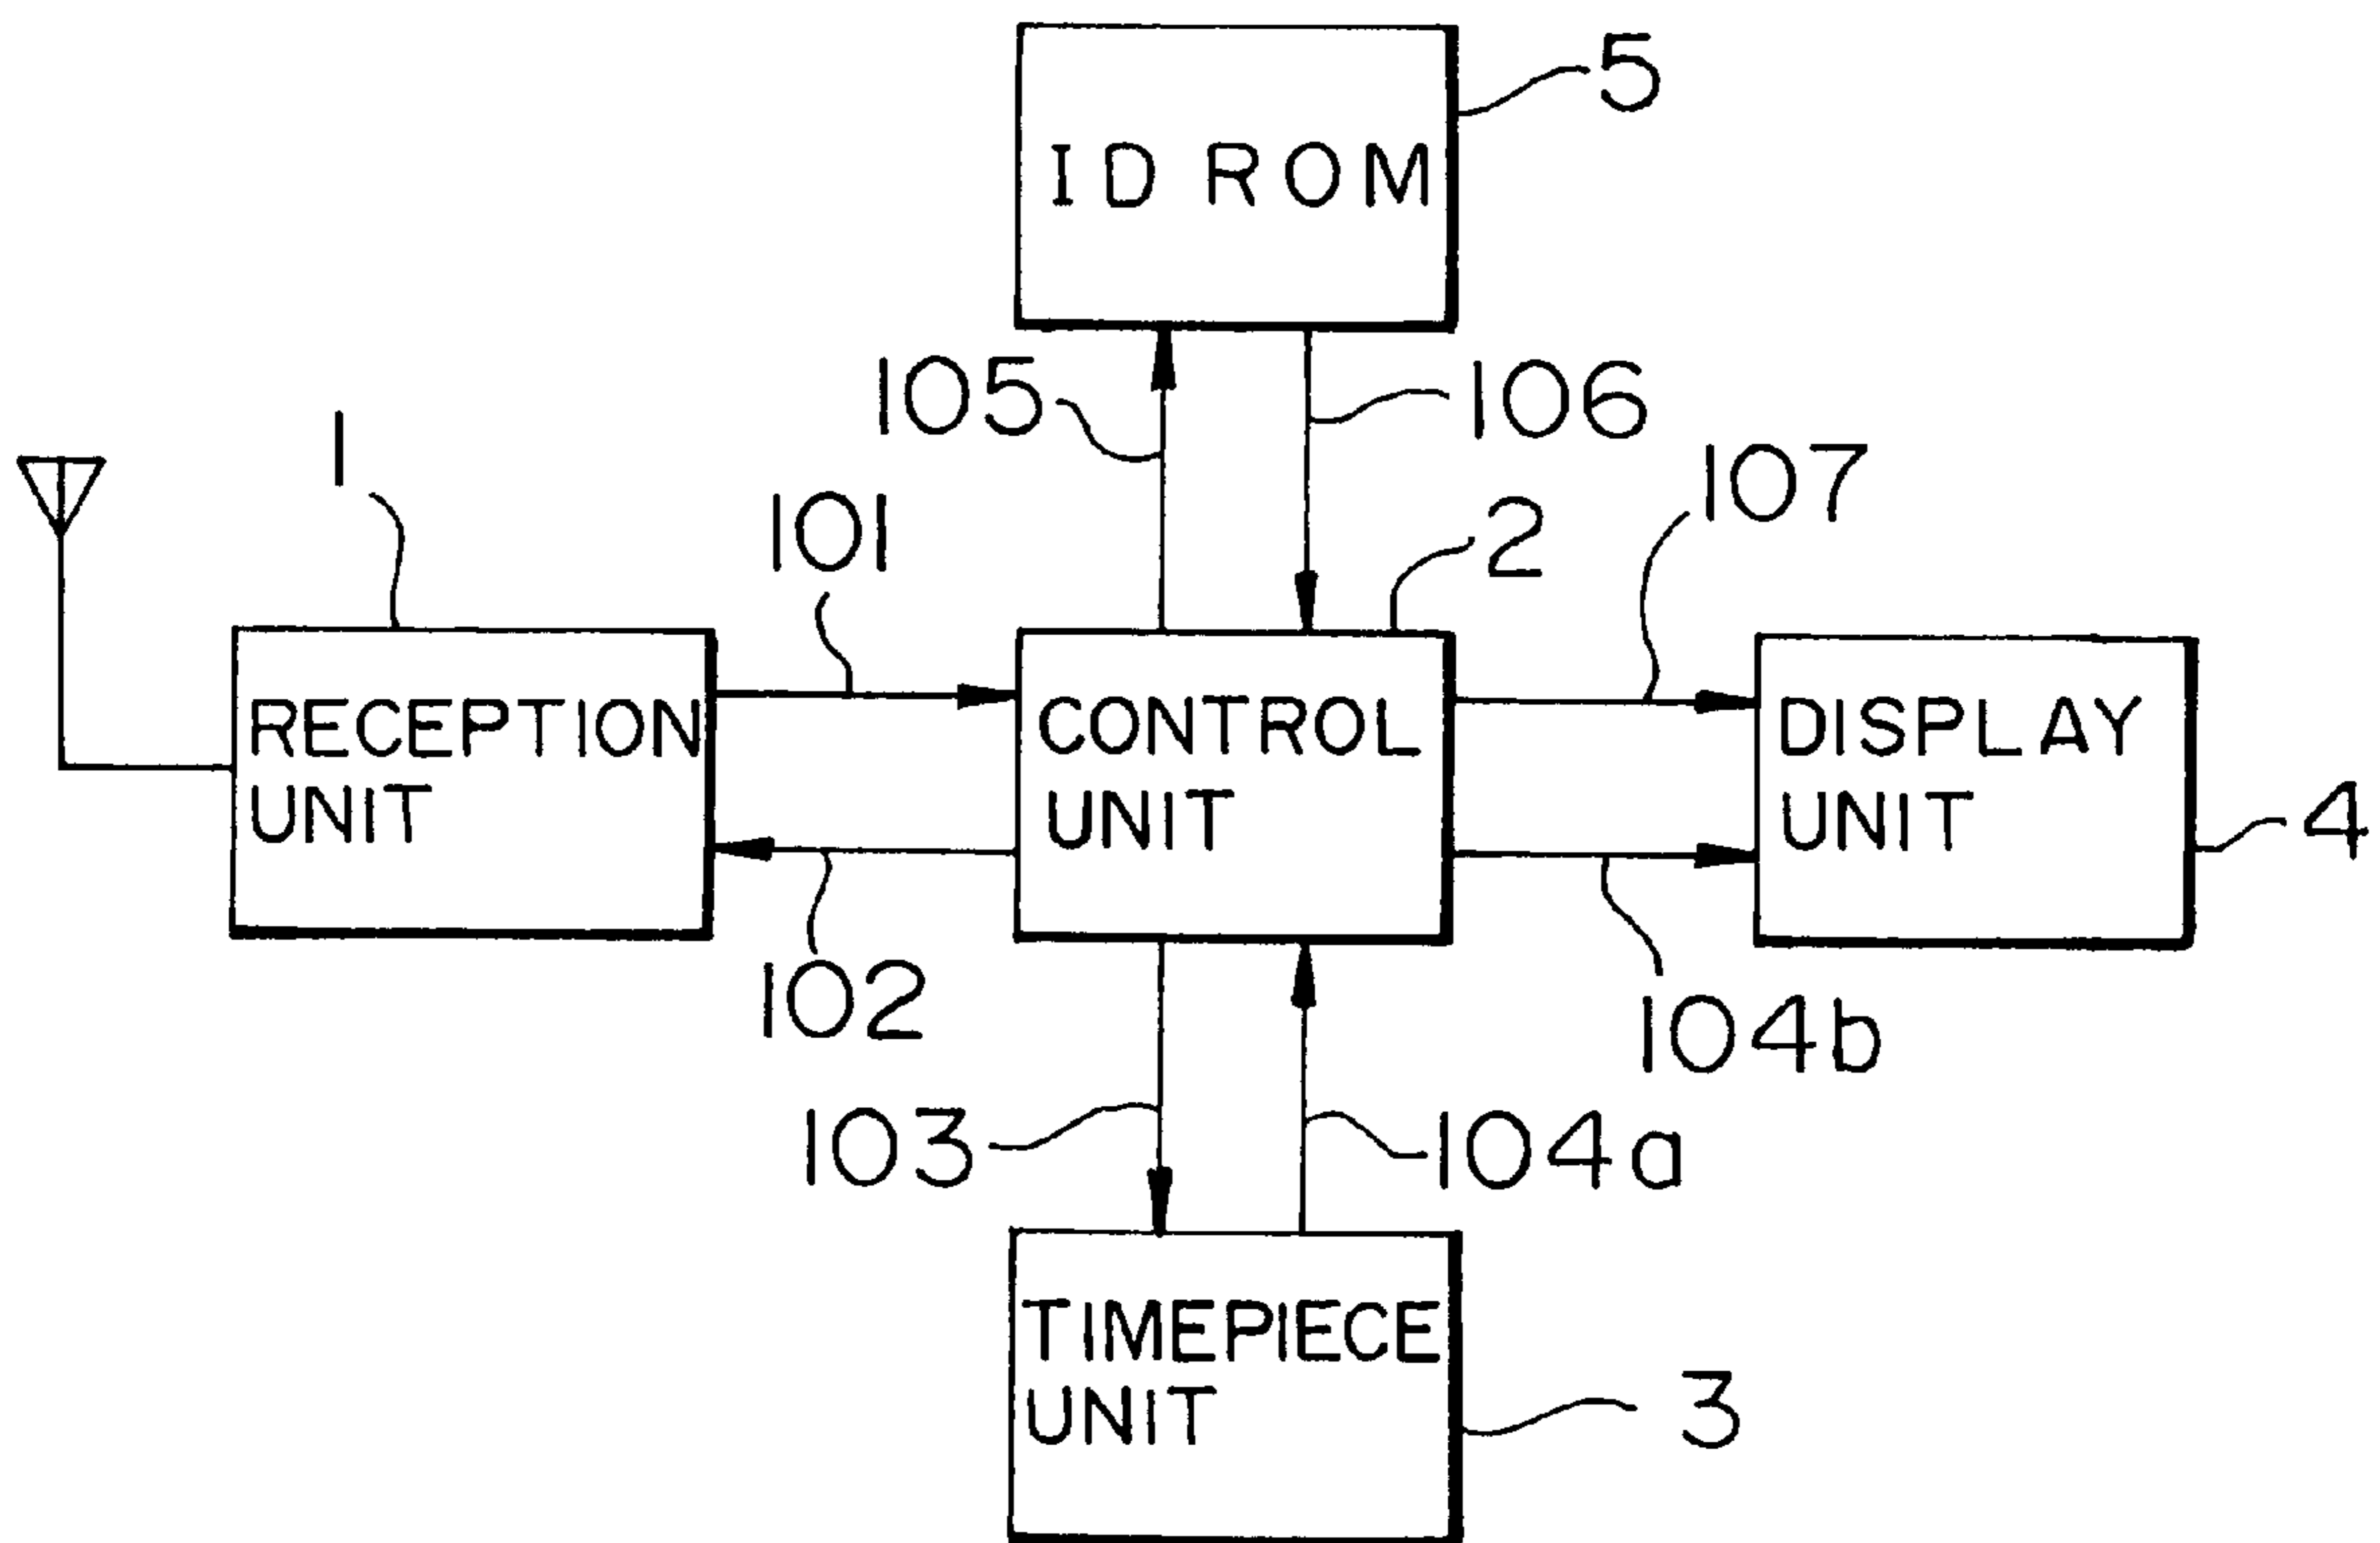 5
ID ROM
105
106
1
107
101
2
RECEPTION
UNIT
CONTROL
UNIT
DISPLAY
UNIT
4
102
104b
103
104a
TIMEPIECE
UNIT
3